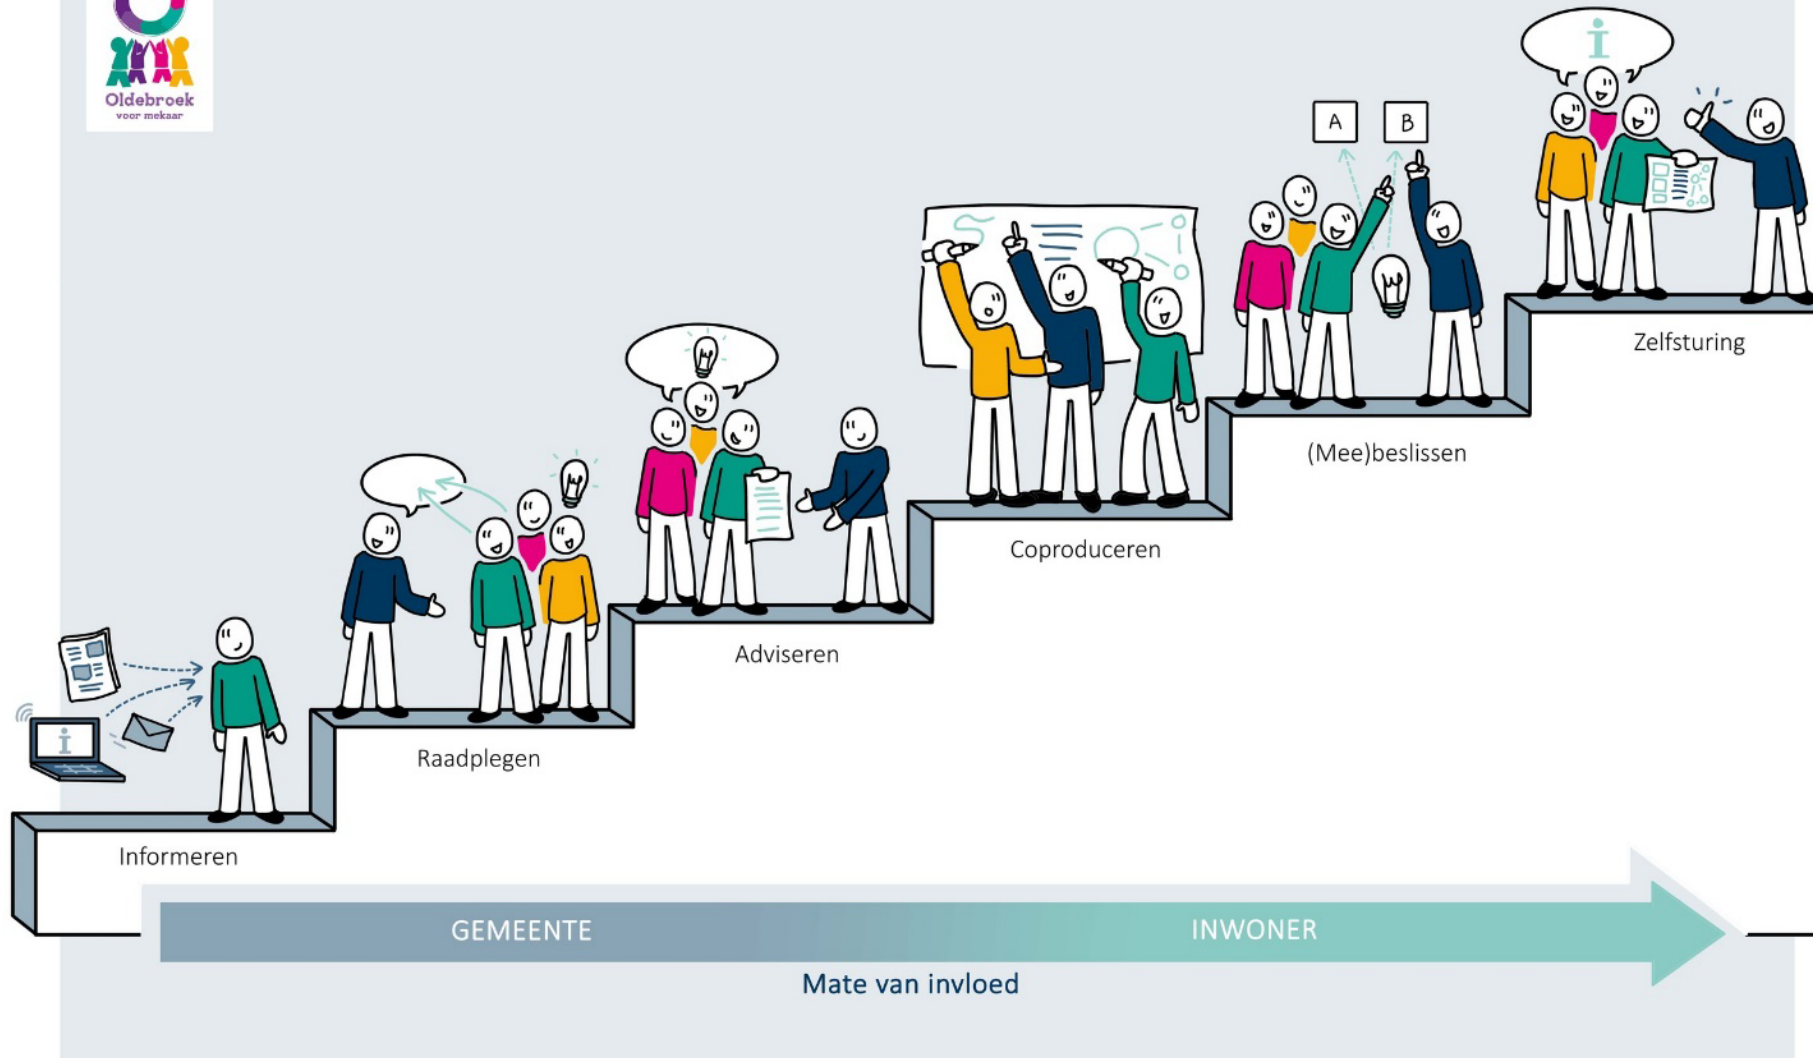 Oldebroek
voor mekaar
i
A
B
Zelfsturing
(Mee)beslissen
Coproduceren
Adviseren
Raadplegen
i
Informeren
GEMEENTE
INWONER
Mate van invloed